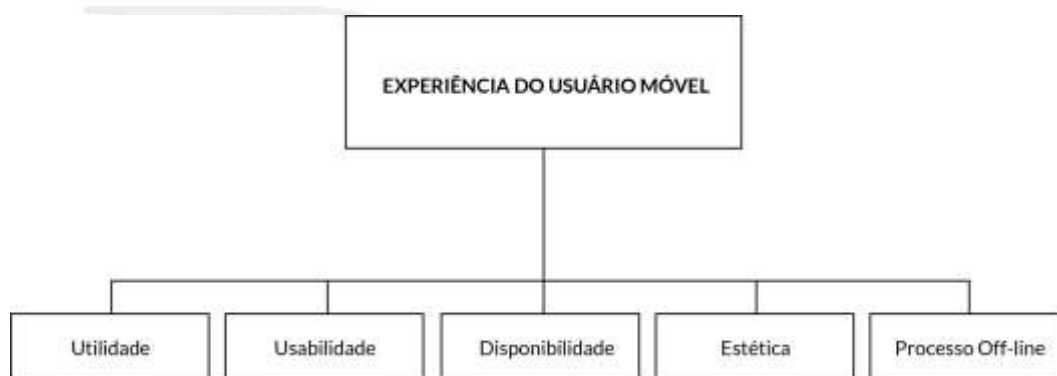 EXPERIÊNCIA DO USUÁRIO MÓVEL
Utilidade
Usabilidade
Disponibilidade
Estética
Processo Off-line